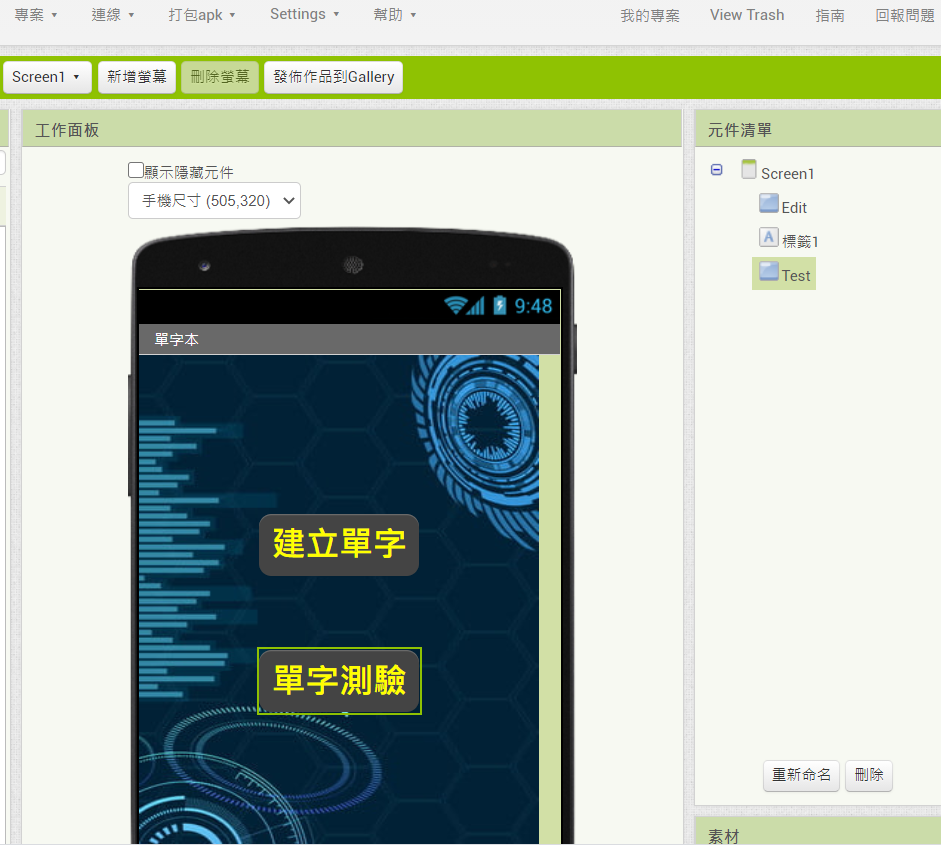 專案 ▾ 連線 ▾ 打包apk ▾ Settings ▾ 幫助 ▾ 我的專案 View Trash 指南 回報問題
Screen1 ▾ 新增螢幕 刪除螢幕 發佈作品到Gallery
工作面板
顯示隱藏元件
手機尺寸 (505,320)
9:48
單字本
建立單字
單字測驗
元件清單
Screen1
Edit
A 標籤1
Test
重新命名 刪除
素材